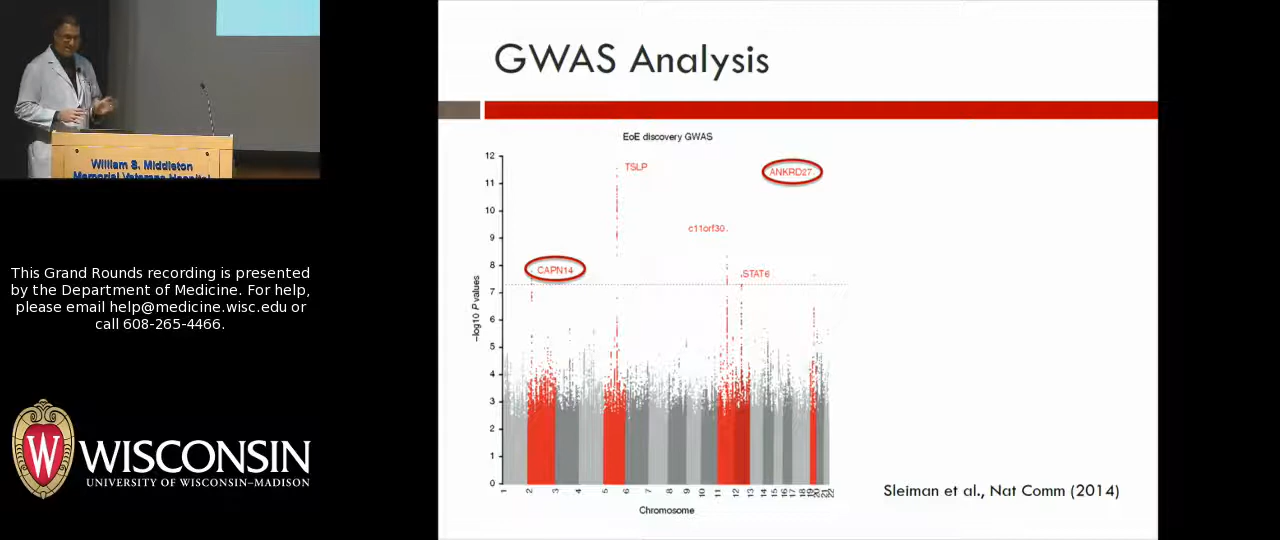 William S. Middleton
Memorial Veterans Hospital
This Grand Rounds recording is presented
by the Department of Medicine. For help,
please email help@medicine.wisc.edu or
call 608-265-4466.
WISCONSIN
UNIVERSITY OF WISCONSIN–MADISON
GWAS Analysis
EoE discovery GWAS
12
11
10
9
8
7
6
5
4
3
2
1
0
-log10 P values
TSLP
ANKRD27
c11orf30
CAPN14
STAT6
1 2 3 4 5 6 7 8 9 10 11 12 13 14 15 16 17 18 19 20 21 22
Chromosome
Sleiman et al., Nat Comm (2014)